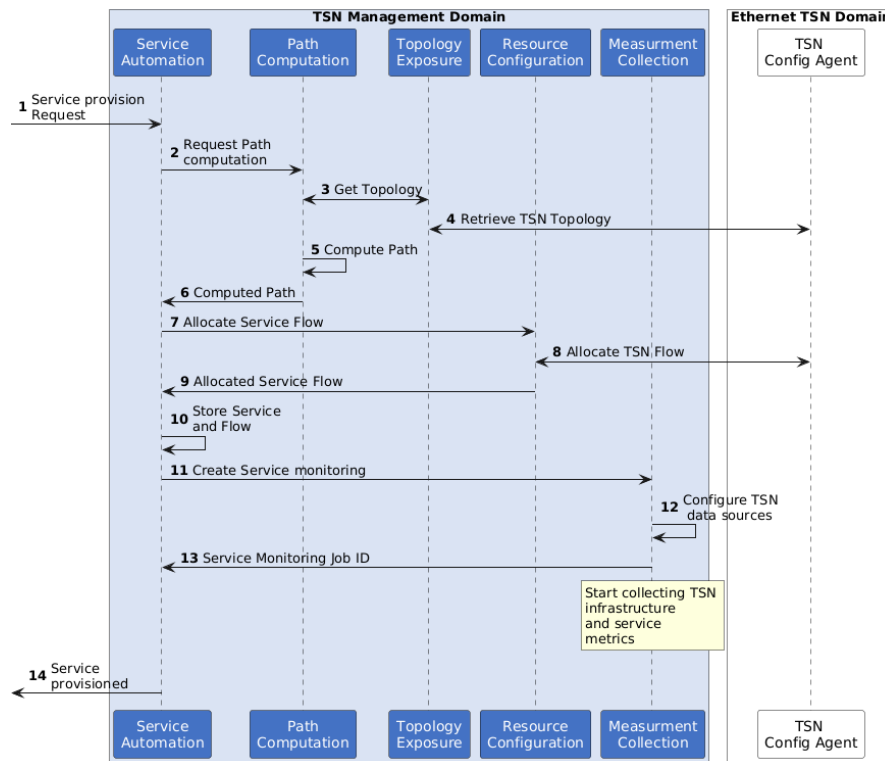 TSN Management Domain
Ethernet TSN Domain
Service
Automation
Path
Computation
Topology
Exposure
Resource
Configuration
Measurment
Collection
TSN
Config Agent
1 Service provision
Request
2 Request Path
computation
3 Get Topology
4 Retrieve TSN Topology
5 Compute Path
6 Computed Path
7 Allocate Service Flow
8 Allocate TSN Flow
9 Allocated Service Flow
10 Store Service
and Flow
11 Create Service monitoring
12 Configure TSN
data sources
13 Service Monitoring Job ID
Start collecting TSN
infrastructure
and service
metrics
14 Service
provisioned
Service
Automation
Path
Computation
Topology
Exposure
Resource
Configuration
Measurment
Collection
TSN
Config Agent